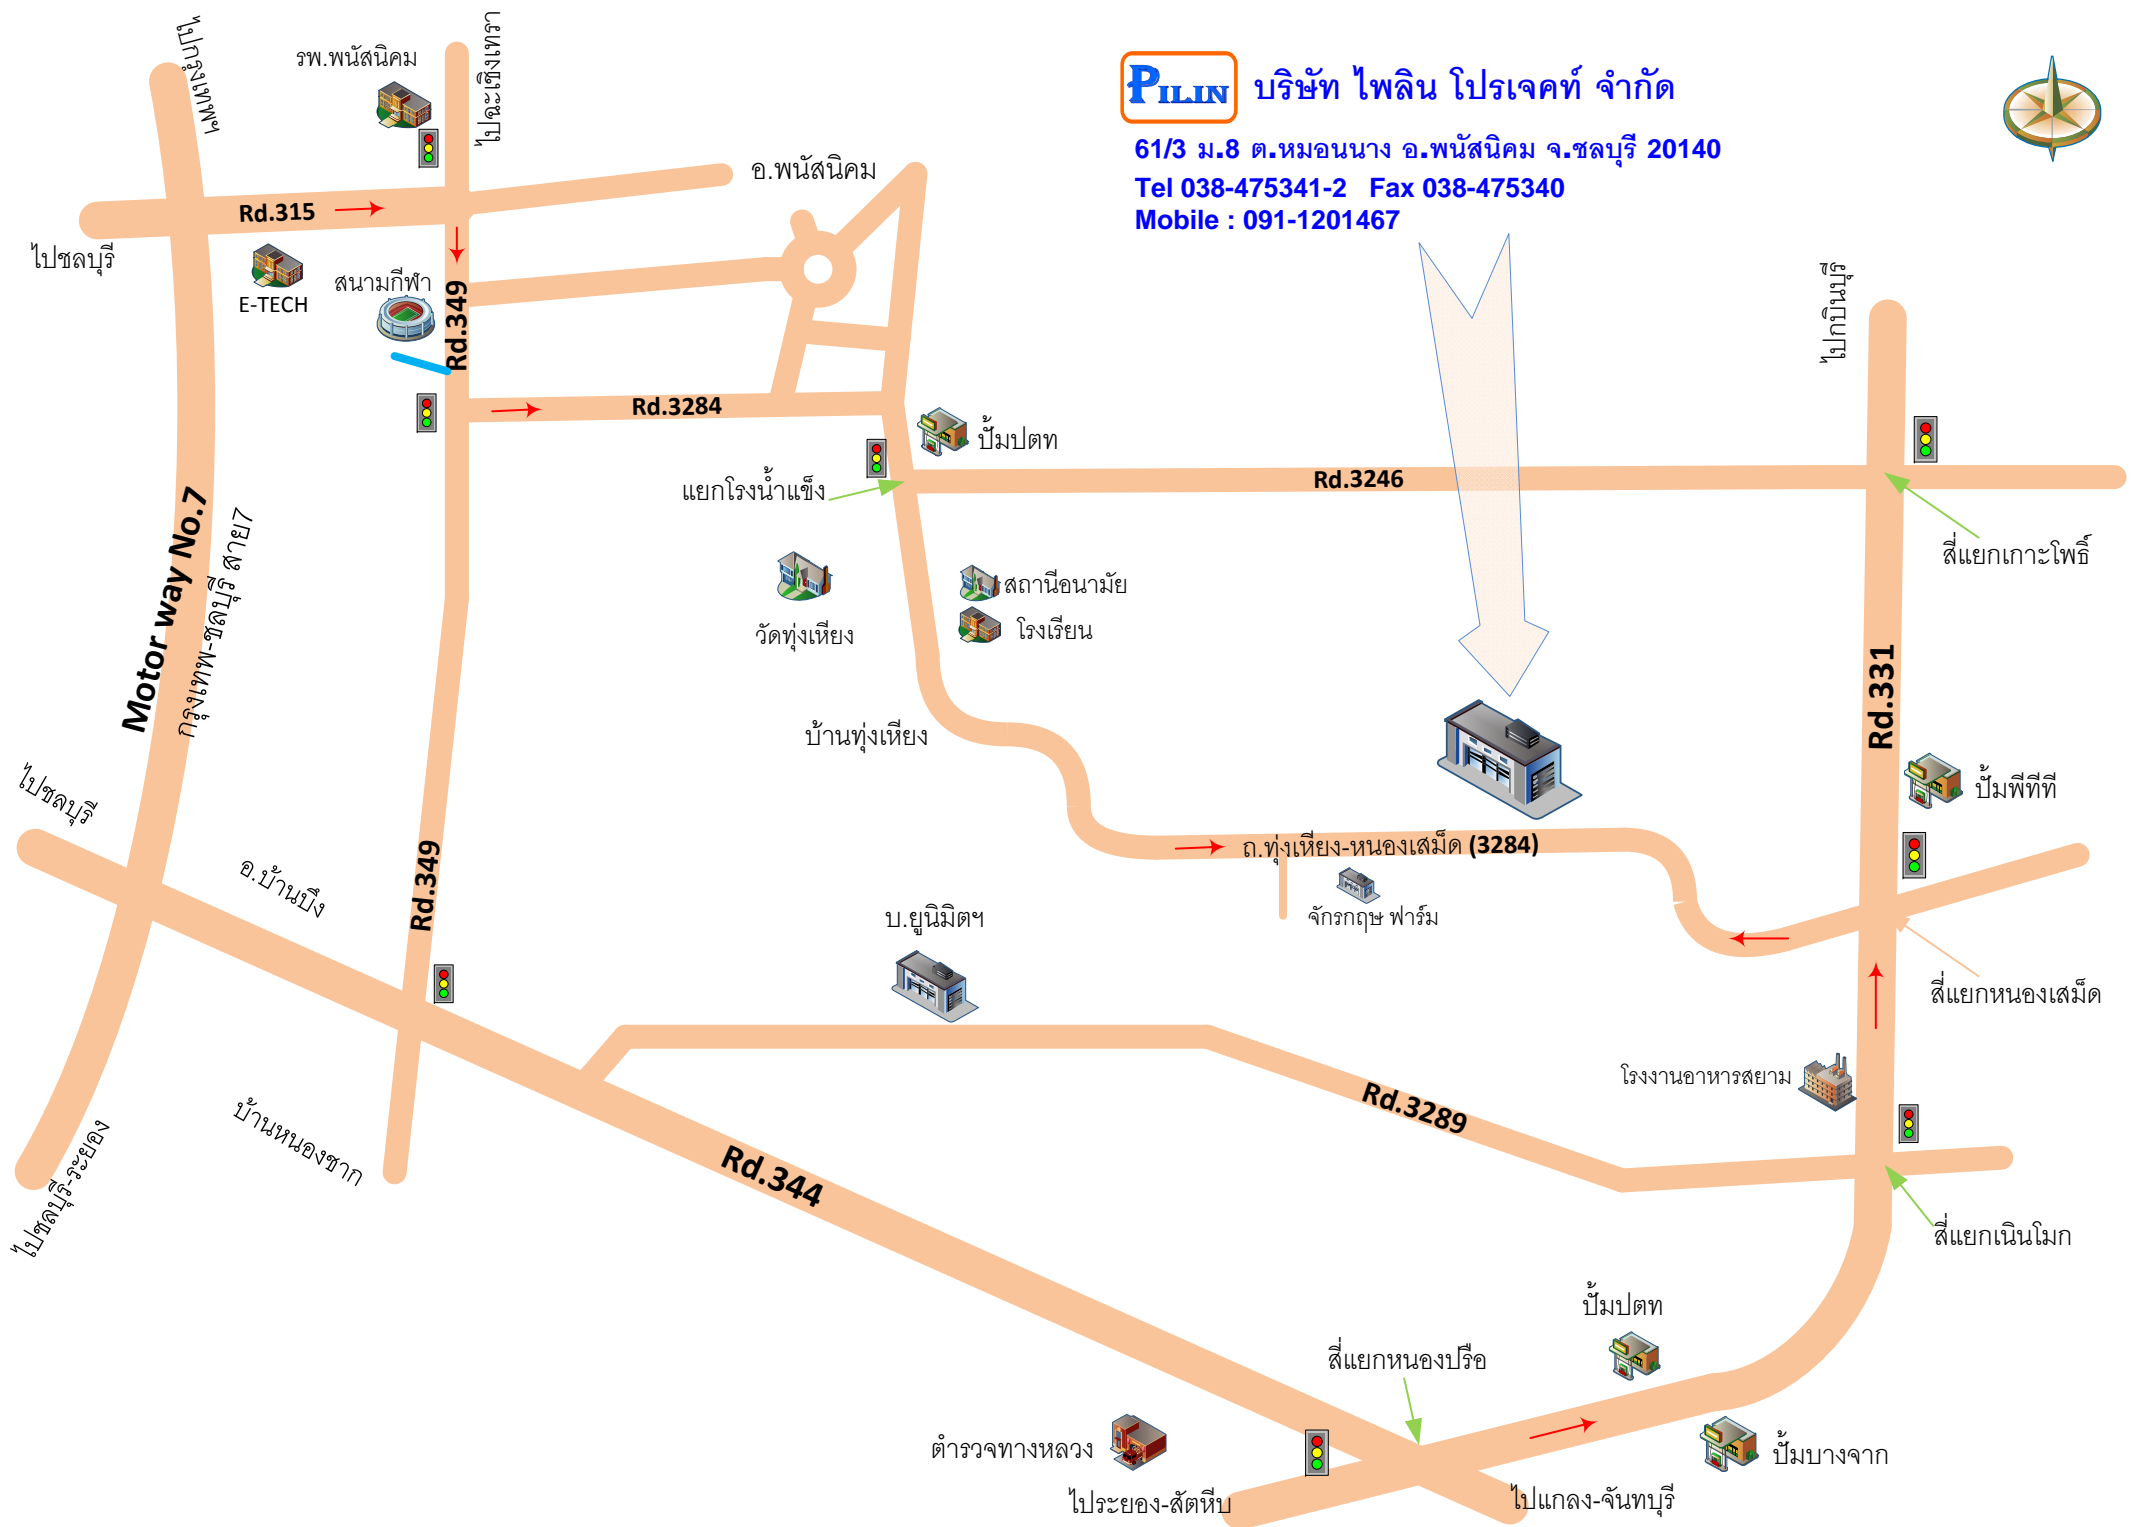 ไปกรุงเทพฯ
รพ.พนัสนิคม
ไปฉะเชิงเทรา
PILIN
บริษัท ไพลิน โปรเจคท์ จำกัด
61/3 ม.8 ต.หมอนนาง อ.พนัสนิคม จ.ชลบุรี 20140
Tel 038-475341-2 Fax 038-475340
Mobile : 091-1201467
อ.พนัสนิคม
Rd.315
ไปชลบุรี
E-TECH
สนามกีฬา
Rd.349
ไปกบินบุรี
Rd.3284
ปั้มปตท
แยกโรงน้ำแข็ง
Rd.3246
สี่แยกเกาะโพธิ์
Motor way No.7
กรุงเทพ-ชลบุรี สาย7
วัดทุ่งเหียง
สถานีอนามัย
โรงเรียน
บ้านทุ่งเหียง
Rd.331
ปั้มพีทีที
ไปชลบุรี
อ.บ้านบึง
Rd.349
ถ.ทุ่งเหียง-หนองเสม็ด (3284)
จักรกฤษ ฟาร์ม
บ.ยูนิมิตฯ
สี่แยกหนองเสม็ด
โรงงานอาหารสยาม
Rd.3289
บ้านหนองชาก
ไปชลบุรี-ระยอง
Rd.344
สี่แยกเนินโมก
ปั้มปตท
สี่แยกหนองปรือ
ตำรวจทางหลวง
ปั้มบางจาก
ไประยอง-สัตหีบ
ไปแกลง-จันทบุรี